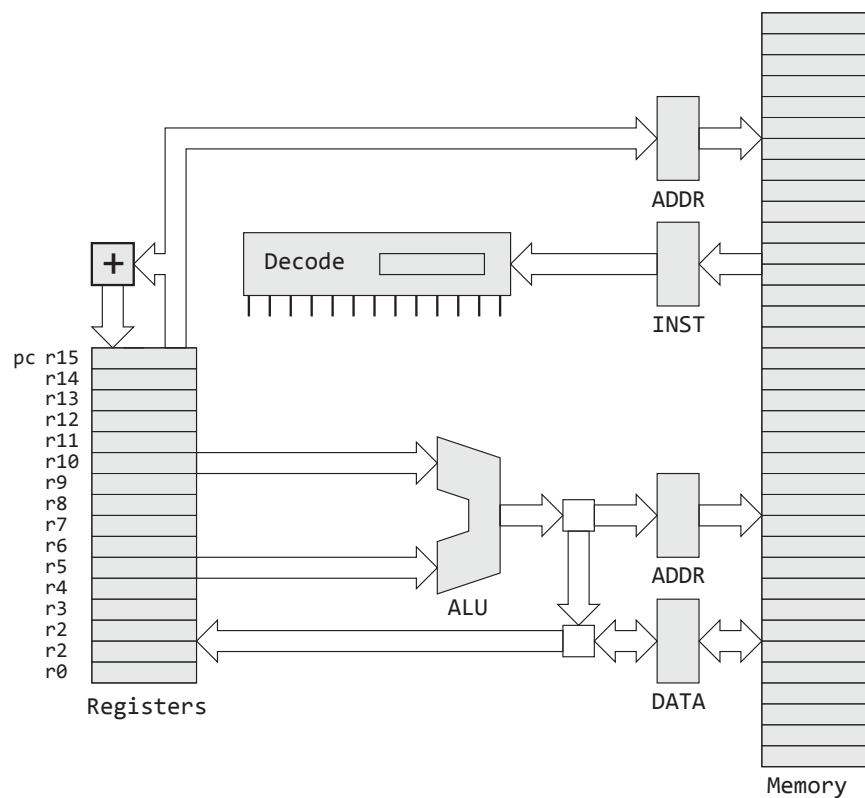 ADDR
+
Decode
INST
pc r15
r14
r13
r12
r11
r10
r9
r8
r7
r6
r5
r4
r3
r2
r2
r0
ALU
ADDR
DATA
Registers
Memory